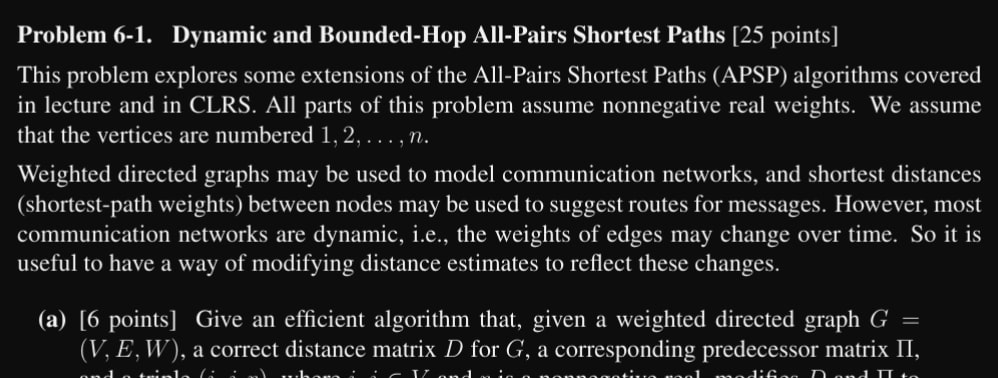 Problem 6-1. Dynamic and Bounded-Hop All-Pairs Shortest Paths [25 points]
This problem explores some extensions of the All-Pairs Shortest Paths (APSP) algorithms covered
in lecture and in CLRS. All parts of this problem assume nonnegative real weights. We assume
that the vertices are numbered 1, 2, . . . , n.
Weighted directed graphs may be used to model communication networks, and shortest distances
(shortest-path weights) between nodes may be used to suggest routes for messages. However, most
communication networks are dynamic, i.e., the weights of edges may change over time. So it is
useful to have a way of modifying distance estimates to reflect these changes.
(a) [6 points] Give an efficient algorithm that, given a weighted directed graph G =
(V, E, W), a correct distance matrix D for G, a corresponding predecessor matrix Π,